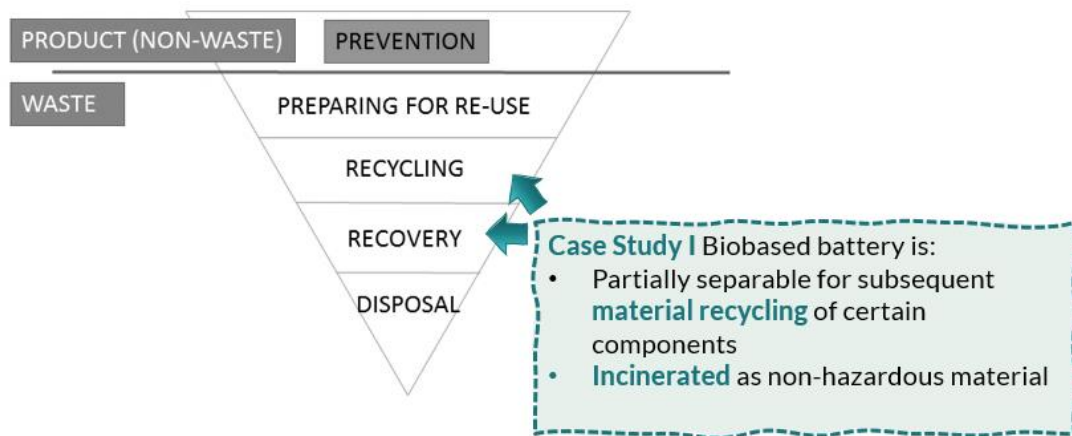 PRODUCT (NON-WASTE)
PREVENTION
WASTE
PREPARING FOR RE-USE
RECYCLING
RECOVERY
DISPOSAL
Case Study I Biobased battery is:
• Partially separable for subsequent
material recycling of certain
components
• Incinerated as non-hazardous material